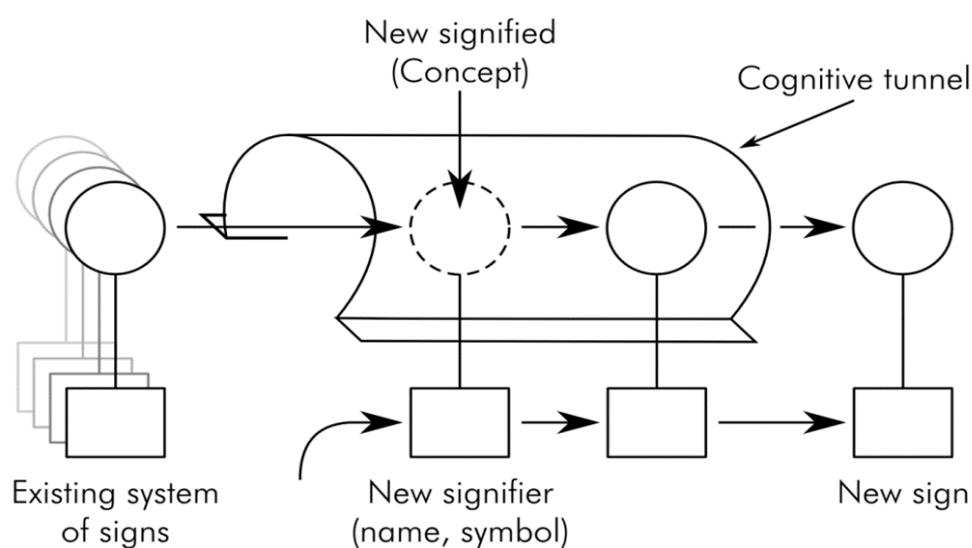 New signified
(Concept)
Cognitive tunnel
Existing system
of signs
New signifier
(name, symbol)
New sign